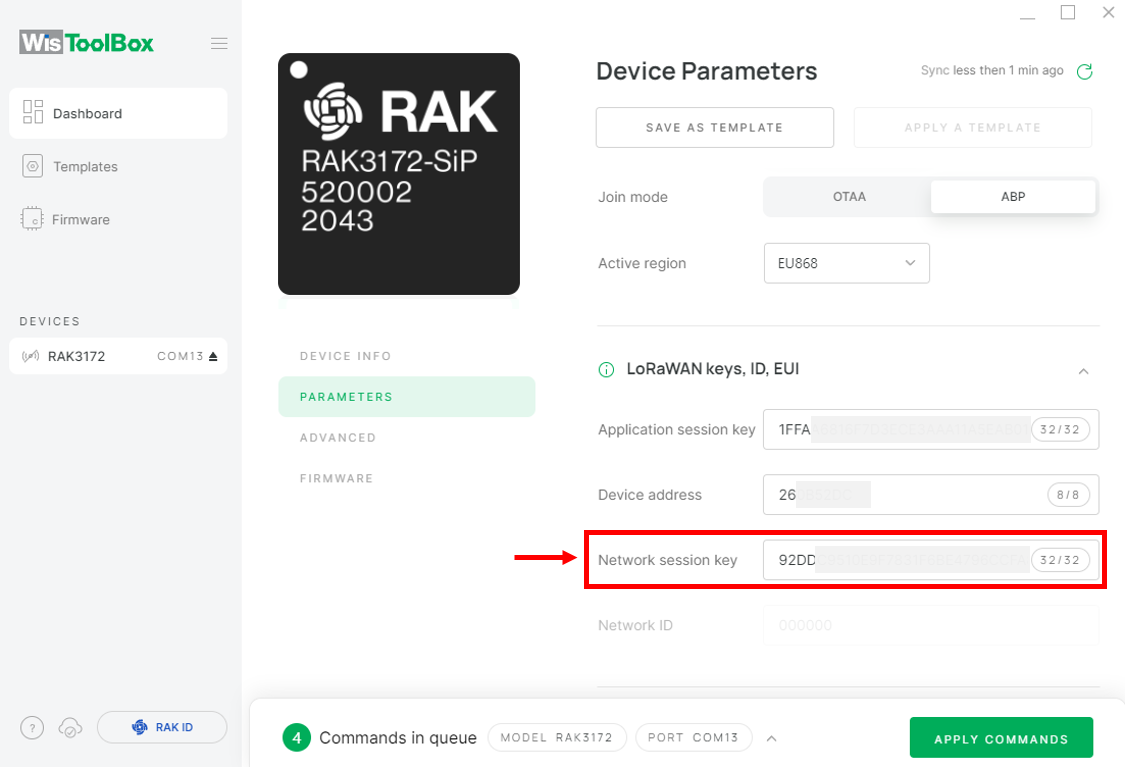 WisToolBox
Dashboard
Templates
Firmware
DEVICES
RAK3172 COM13
?
RAK ID
RAK
RAK3172-SiP
520002
2043
DEVICE INFO
PARAMETERS
ADVANCED
FIRMWARE
Device Parameters
Sync less then 1 min ago
SAVE AS TEMPLATE
APPLY A TEMPLATE
Join mode
OTAA
ABP
Active region
EU868
LoRaWAN keys, ID, EUI
Application session key 1FFA 32/32
Device address 26 8/8
Network session key 92DD 32/32
Network ID 000000
4 Commands in queue MODEL RAK3172 PORT COM13
APPLY COMMANDS